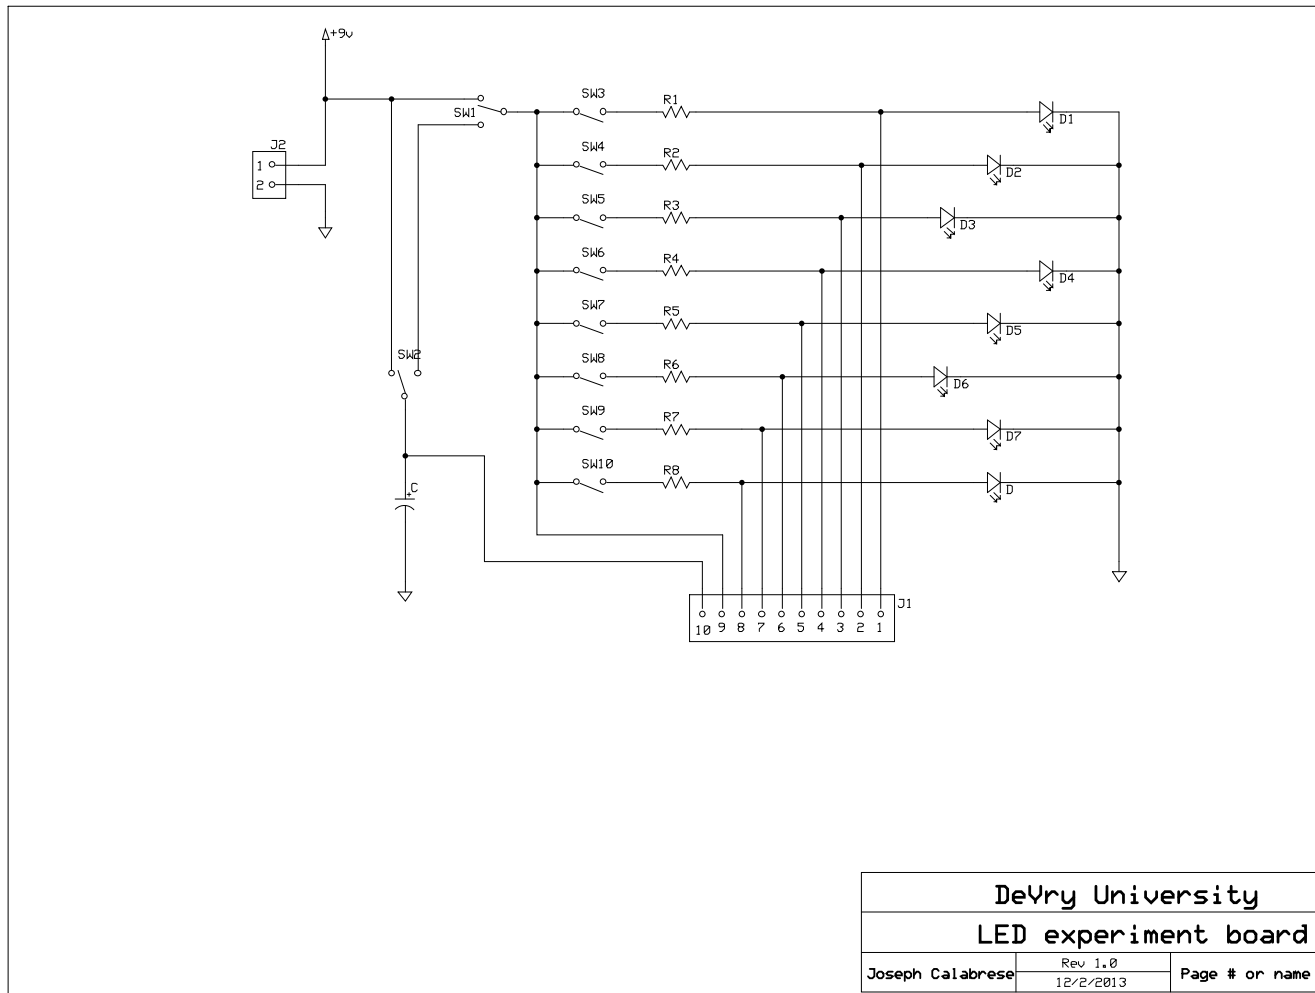 +9v
J2
1
2
SW1
SW2
C
+
SW3 R1 D1
SW4 R2 D2
SW5 R3 D3
SW6 R4 D4
SW7 R5 D5
SW8 R6 D6
SW9 R7 D7
SW10 R8 D
J1
10 9 8 7 6 5 4 3 2 1
DeVry University
LED experiment board
Joseph Calabrese
Rev 1.0
12/2/2013
Page # or name